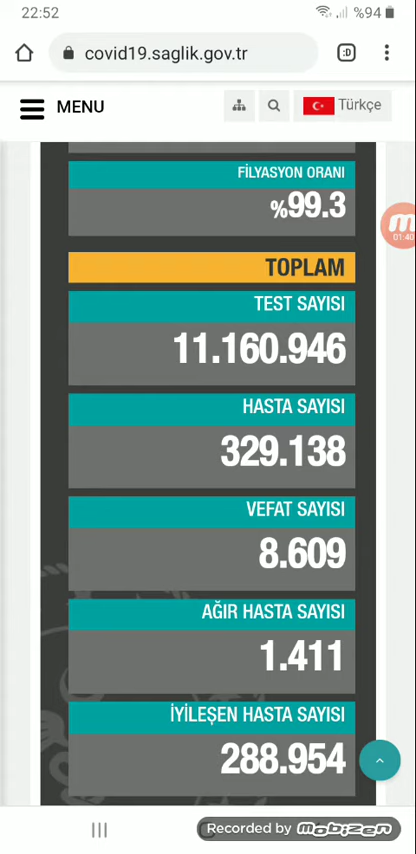 22:52
%94
covid19.saglik.gov.tr
:D
MENU
Türkçe
FİLYASYON ORANI
%99.3
m
01:40
TOPLAM
TEST SAYISI
11.160.946
HASTA SAYISI
329.138
VEFAT SAYISI
8.609
AĞIR HASTA SAYISI
1.411
İYİLEŞEN HASTA SAYISI
288.954
Recorded by mobizen